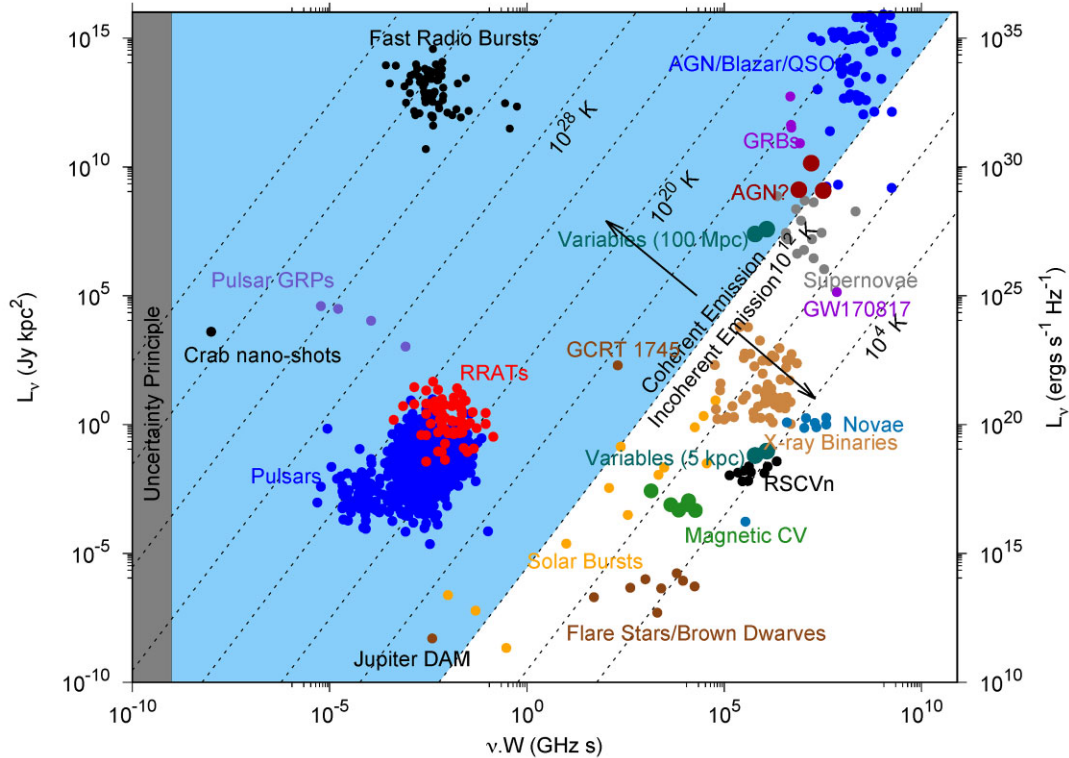 10^15
10^10
10^5
10^0
10^-5
10^-10
L_ν (Jy kpc^2)
Uncertainty Principle
Fast Radio Bursts
10^28 K
AGN/Blazar/QSO
GRBs
10^20 K
AGN?
Variables (100 Mpc)
Pulsar GRPs
Coherent Emission
Incoherent Emission
10^12 K
Supernovae
GW170817
Crab nano-shots
GCRT 1745
10^4 K
RRATs
Novae
X-ray Binaries
Variables (5 kpc)
Pulsars
RSCVn
Magnetic CV
Solar Bursts
Flare Stars/Brown Dwarves
Jupiter DAM
10^35
10^30
10^25
10^20
10^15
10^10
L_ν (ergs s^-1 Hz^-1)
10^-10
10^-5
10^0
10^5
10^10
ν.W (GHz s)